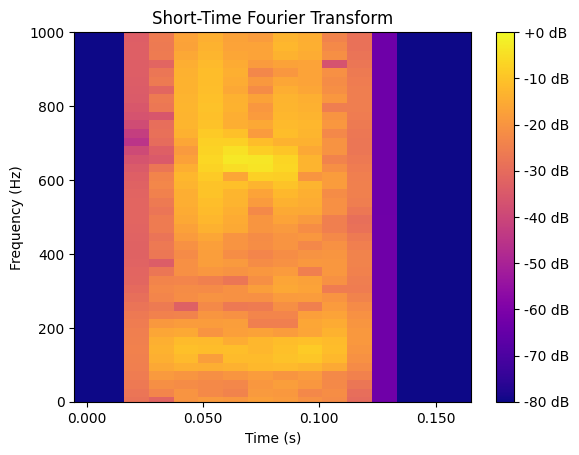 Short-Time Fourier Transform
1000
800
600
400
200
0
Frequency (Hz)
0.000
0.050
0.100
0.150
Time (s)
+0 dB
-10 dB
-20 dB
-30 dB
-40 dB
-50 dB
-60 dB
-70 dB
-80 dB